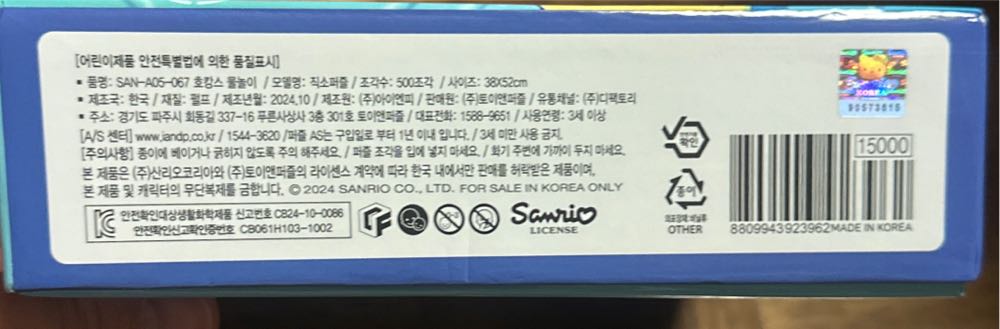 [어린이제품 안전특별법에 의한 품질표시]
▪ 품명: SAN-A05-067 호캉스 물놀이 / 모델명: 직소퍼즐 / 조각수: 500조각 / 사이즈: 38X52cm
▪ 제조국: 한국 / 재질: 펄프 / 제조년월: 2024.10 / 제조원: (주)아이앤피 / 판매원: (주)토이앤퍼즐 / 유통채널: (주)디팩토리
▪ 주소: 경기도 파주시 회동길 337-16 푸른사상사 3층 301호 토이앤퍼즐 / 대표전화: 1588-9651 / 사용연령: 3세 이상
[A/S 센터] www.iandp.co.kr / 1544-3620 / 퍼즐 AS는 구입일로 부터 1년 이내 입니다. / 3세 미만 사용 금지.
[주의사항] 종이에 베이거나 긁히지 않도록 주의 해주세요. / 퍼즐 조각을 입에 넣지 마세요. / 화기 주변에 가까이 두지 마세요.
본 제품은 (주)산리오코리아와 (주)토이앤퍼즐의 라이센스 계약에 따라 한국 내에서만 판매를 허락받은 제품이며,
본 제품 및 캐릭터의 무단복제를 금합니다. © 2024 SANRIO CO., LTD. FOR SALE IN KOREA ONLY
안전확인대상생활화학제품 신고번호 CB24-10-0086
안전확인신고확인증번호 CB061H103-1002
Sanrio
LICENSE
확인
종이
OTHER
KOREA
90573615
15000
8809943923962 MADE IN KOREA